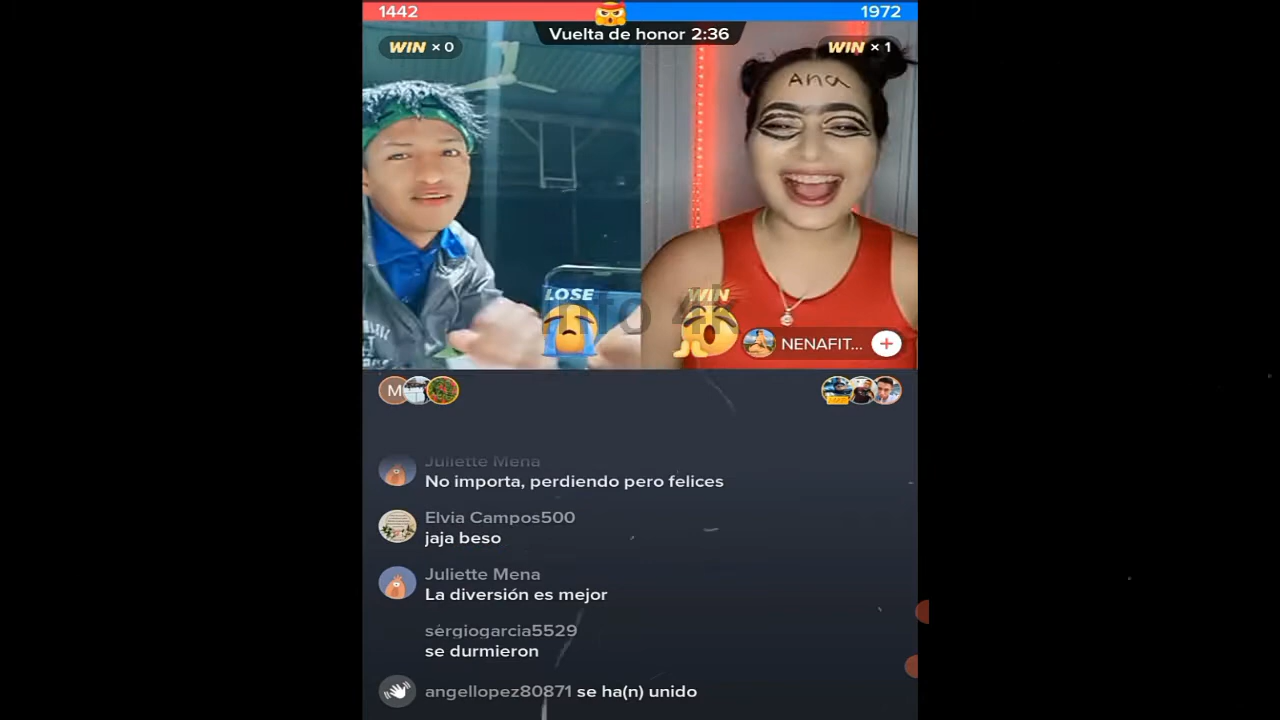 1442
1972
Vuelta de honor 2:36
WIN × 0
WIN × 1
Ana
LOSE
WIN
NENAFIT...
M
Juliette Mena
No importa, perdiendo pero felices
Elvia Campos500
jaja beso
Juliette Mena
La diversión es mejor
sergiogarcia5529
se durmieron
angellopez80871 se ha(n) unido